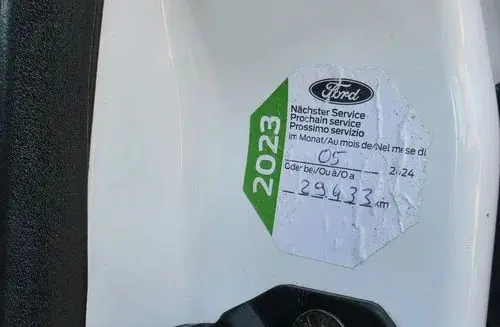 Ford
2023
Nächster Service
Prochain service
Prossimo servizio
im Monat/Au mois de/Nel mese di
05 2024
Oder bei/Ou à/O a
29433 km